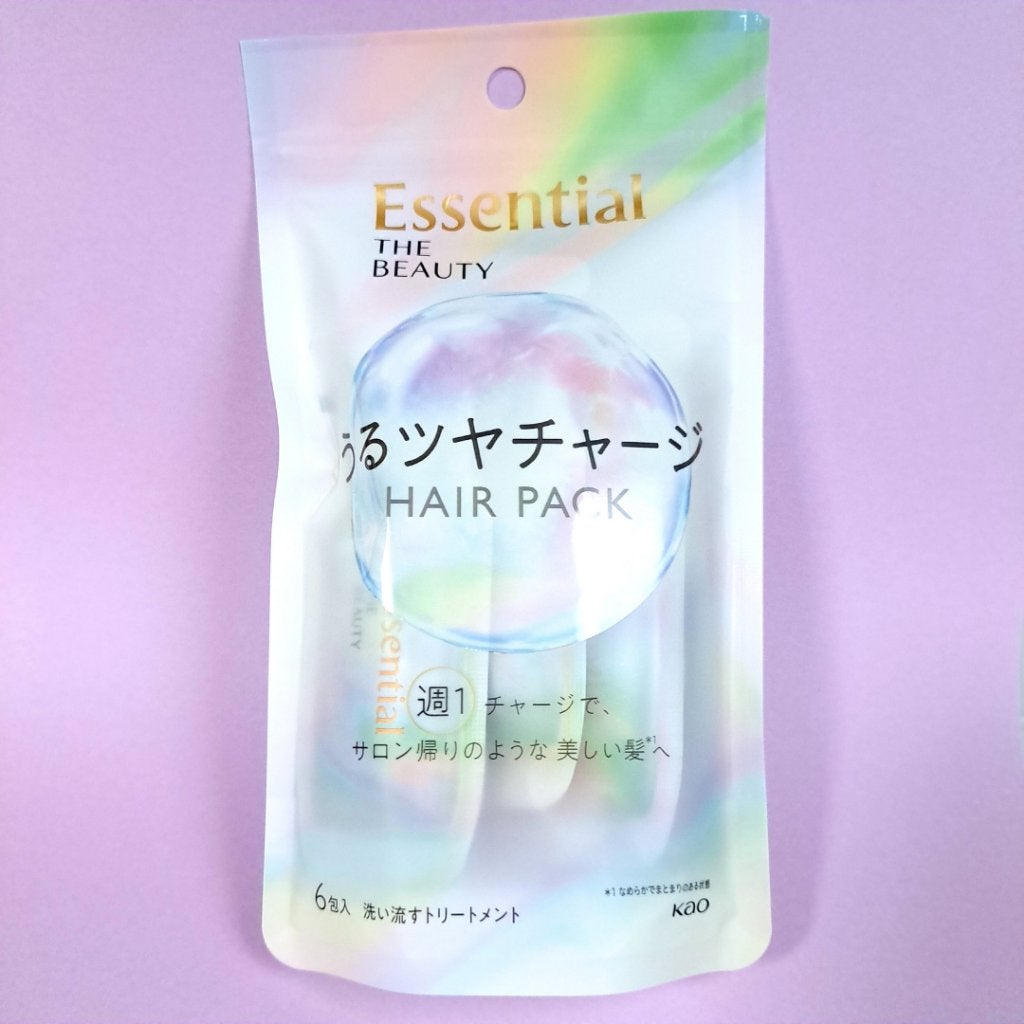 Essential
THE
BEAUTY
うるツヤチャージ
HAIR PACK
sential
AUTY
週1 チャージで、
サロン帰りのような 美しい髪*1へ
6包入 洗い流すトリートメント
*1 なめらかでまとまりのある状態
Kao